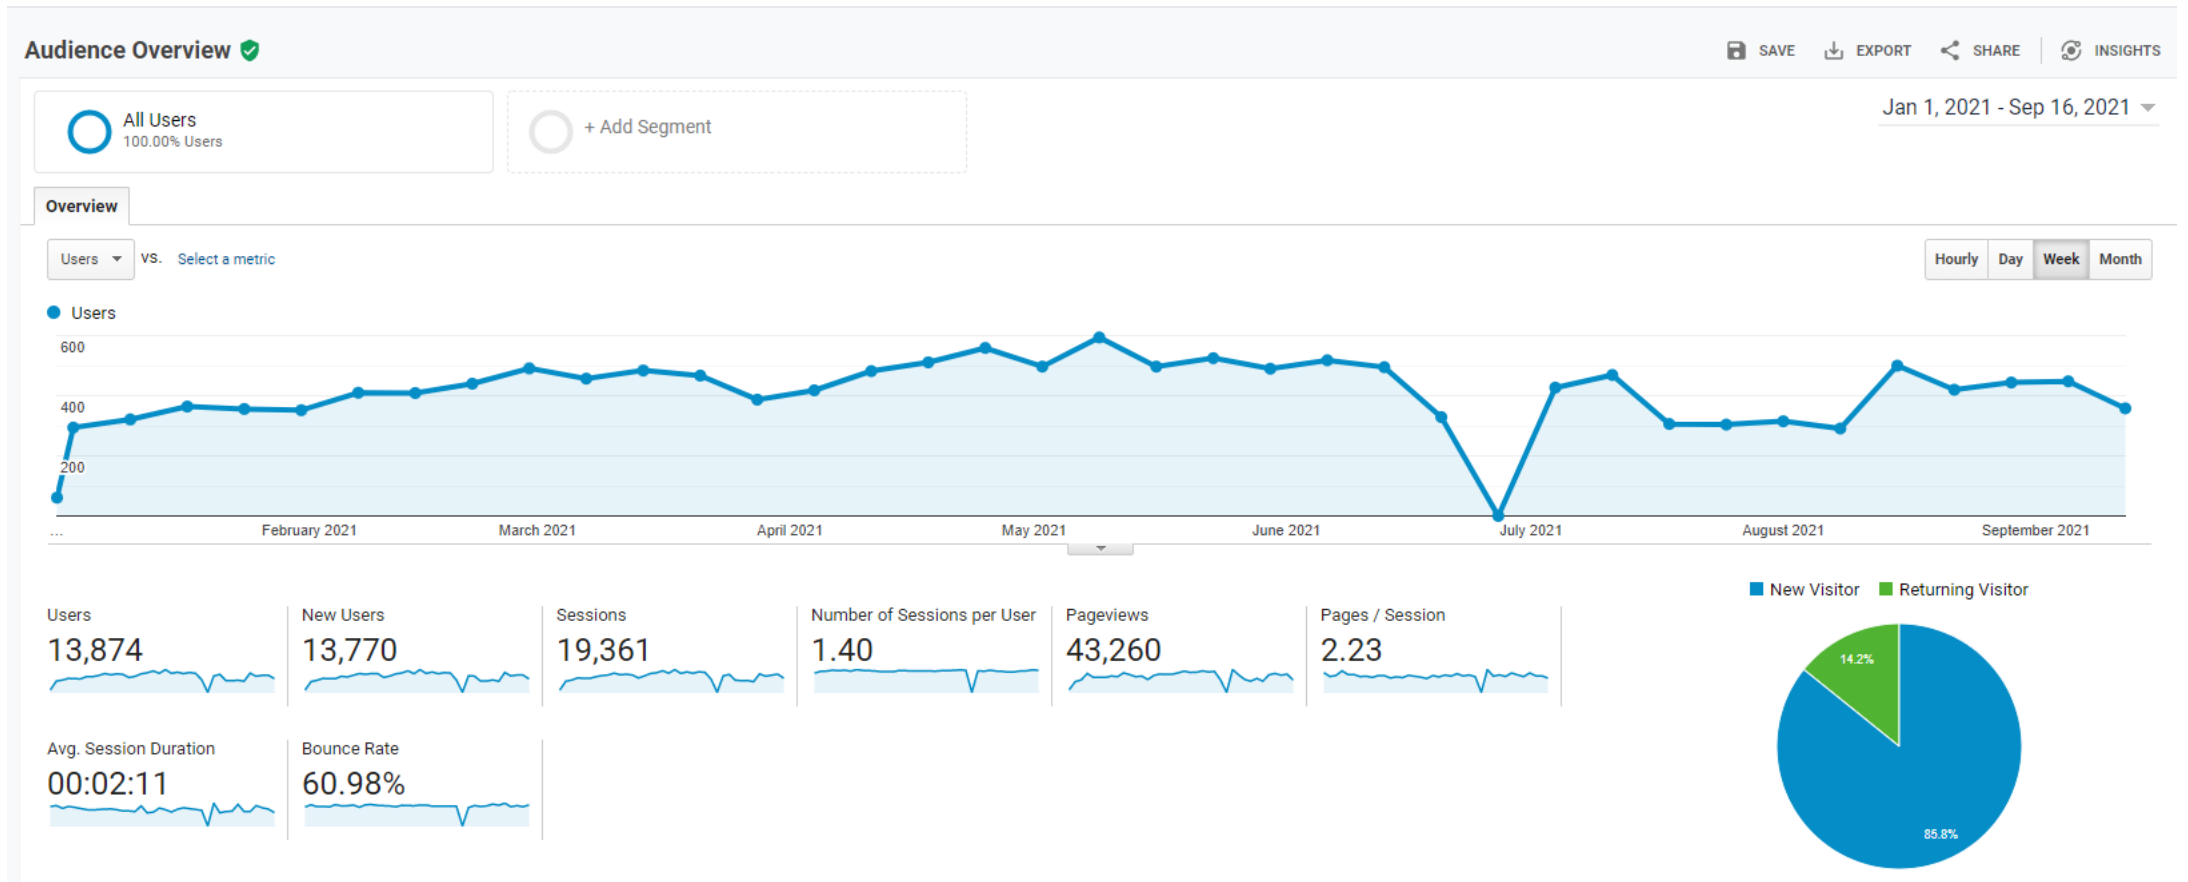 Audience Overview
SAVE EXPORT SHARE INSIGHTS
All Users
100.00% Users
+ Add Segment
Jan 1, 2021 - Sep 16, 2021
Overview
Users VS. Select a metric
Hourly Day Week Month
Users
600
400
200
... February 2021 March 2021 April 2021 May 2021 June 2021 July 2021 August 2021 September 2021
New Visitor Returning Visitor
Users
13,874
New Users
13,770
Sessions
19,361
Number of Sessions per User
1.40
Pageviews
43,260
Pages / Session
2.23
Avg. Session Duration
00:02:11
Bounce Rate
60.98%
14.2%
85.8%